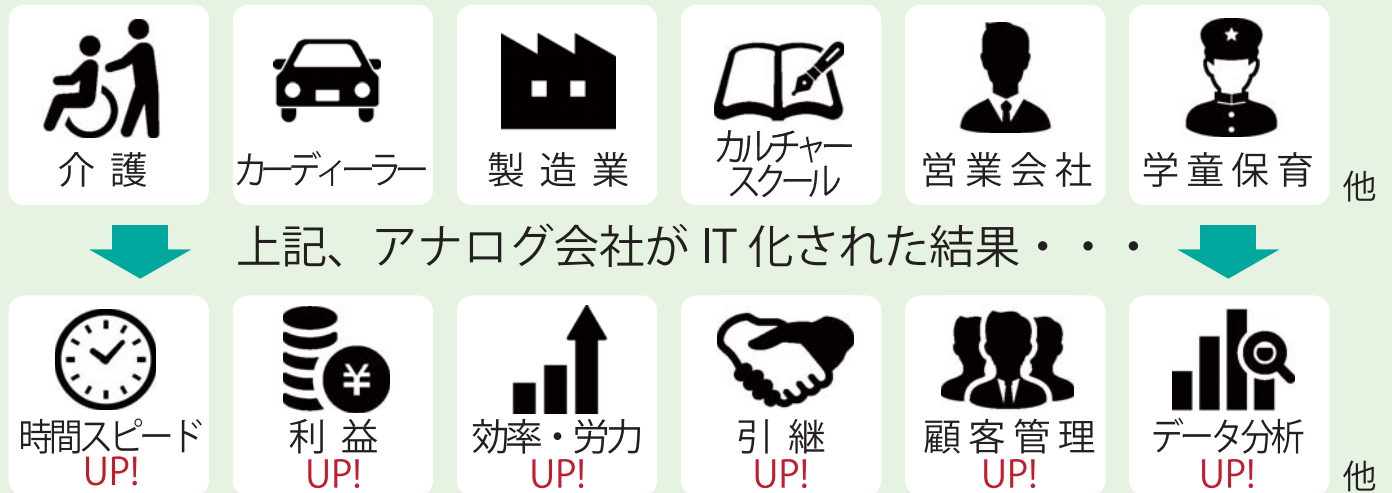 介護
カーディーラー
製造業
カルチャー
スクール
営業会社
学童保育
他
上記、アナログ会社が IT 化された結果・・・
¥
時間スピード
UP!
利益
UP!
効率・労力
UP!
引継
UP!
顧客管理
UP!
データ分析
UP!
他